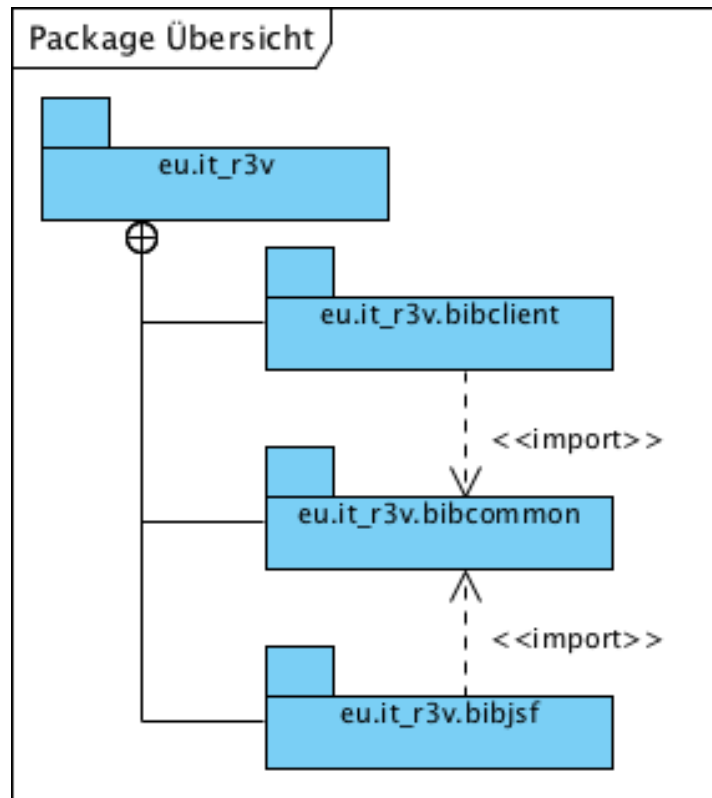 Package Übersicht
eu.it_r3v
eu.it_r3v.bibclient
<<import>>
eu.it_r3v.bibcommon
<<import>>
eu.it_r3v.bibjsf